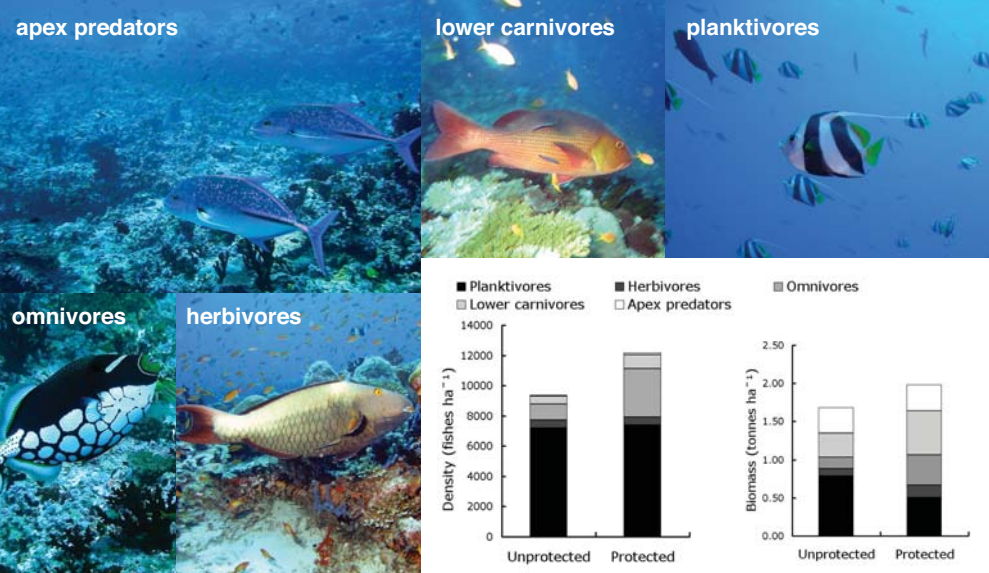 apex predators
lower carnivores
planktivores
omnivores
herbivores
Planktivores Herbivores Omnivores
Lower carnivores Apex predators
14000
12000
10000
8000
6000
4000
2000
0
Density (fishes ha⁻¹)
Unprotected Protected
2.50
2.00
1.50
1.00
0.50
0.00
Biomass (tonnes ha⁻¹)
Unprotected Protected